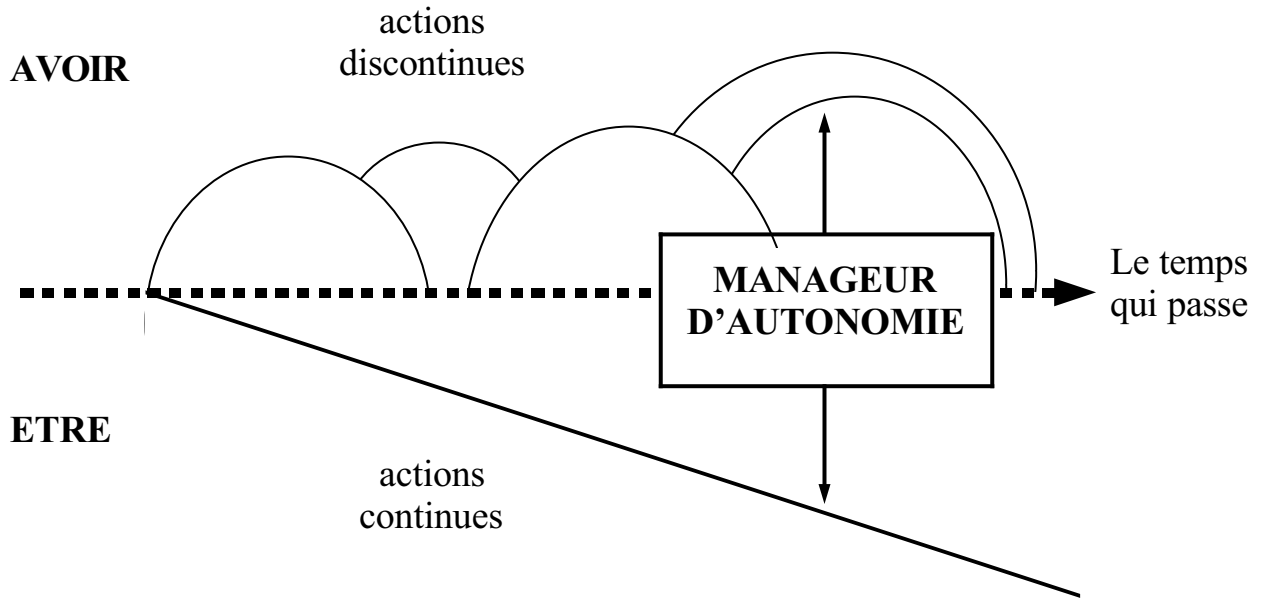 actions
discontinues
AVOIR
MANAGEUR
D’AUTONOMIE
Le temps
qui passe
ETRE
actions
continues